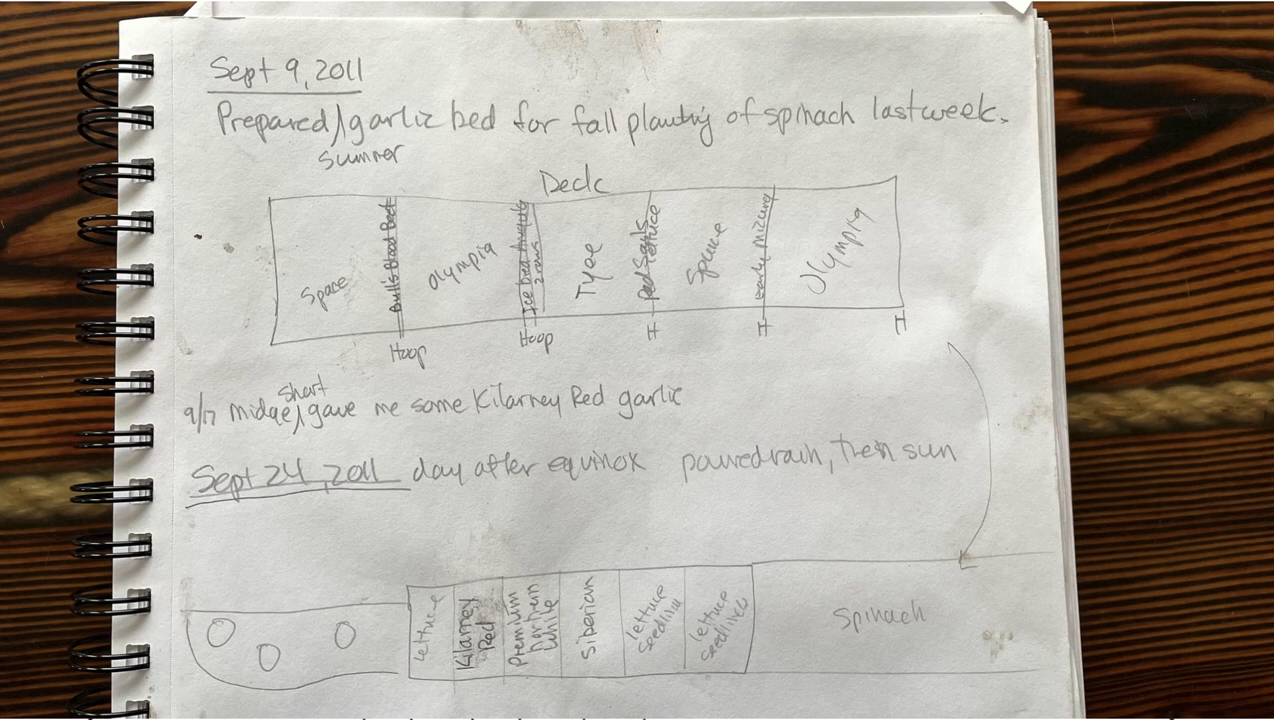 Sept 9, 2011
Prepared garlic bed for fall planting of spinach last week.
summer
Deck
Space
Bulls Blood Beet
Olympia
Ice bed
2 rows
Tyee
Red Sails
lettuce
Space
early Mizuna
Olympia
Hoop
Hoop
H
H
H
short
9/17 midge, gave me some Kilarney Red garlic
Sept 24, 2011 day after equinox poured rain, then sun
lettuce
Kilarney
Red
Premium
Northern
White
Siberian
lettuce
seedlings
lettuce
seedlings
Spinach